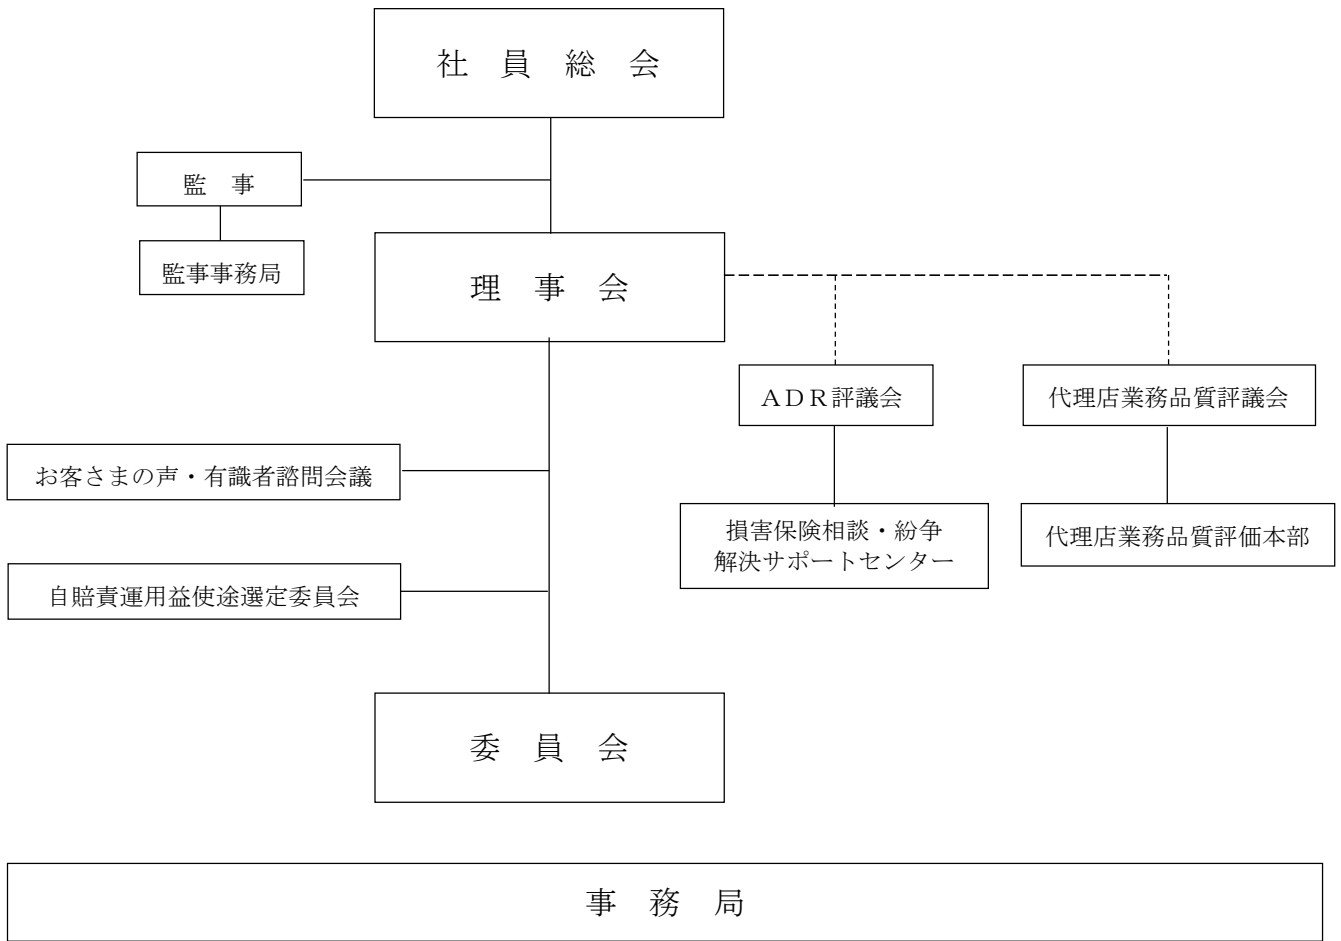 社　員　総　会
監　事
監事事務局
理　事　会
ＡＤＲ評議会
代理店業務品質評議会
お客さまの声・有識者諮問会議
損害保険相談・紛争
解決サポートセンター
代理店業務品質評価本部
自賠責運用益使途選定委員会
委　員　会
事　務　局